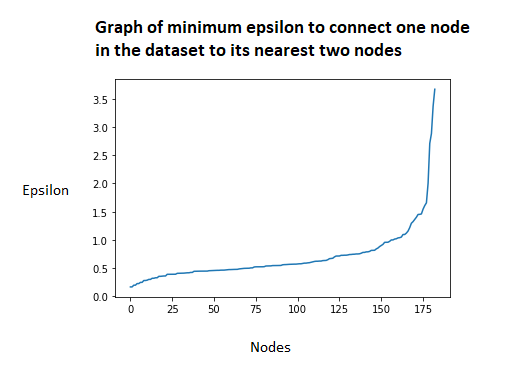 Graph of minimum epsilon to connect one node
in the dataset to its nearest two nodes
3.5
3.0
2.5
Epsilon
2.0
1.5
1.0
0.5
0.0
0 25 50 75 100 125 150 175
Nodes